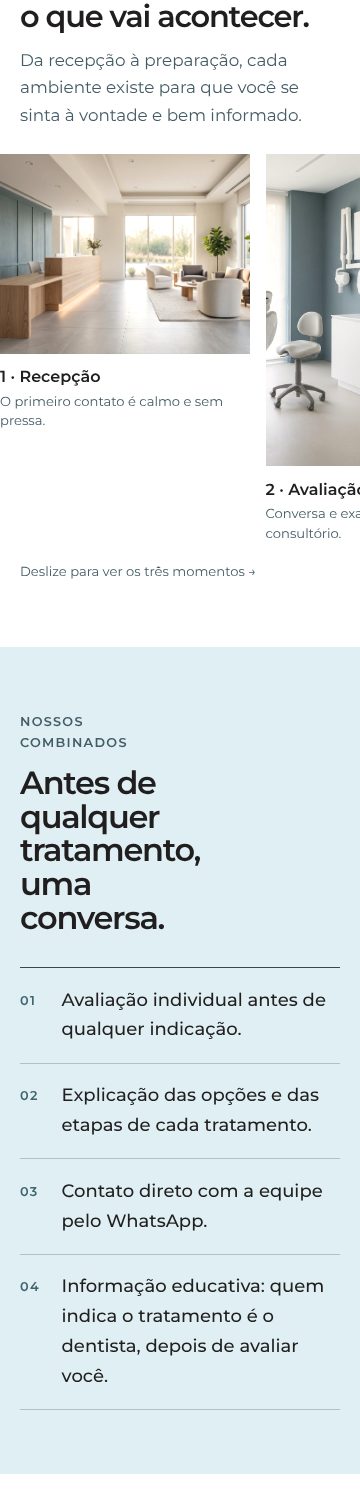 o que vai acontecer.
Da recepção à preparação, cada
ambiente existe para que você se
sinta à vontade e bem informado.
1 · Recepção
O primeiro contato é calmo e sem
pressa.
2 · Avaliação
Conversa e
consultório.
Deslize para ver os três momentos →
NOSSOS
COMBINADOS
Antes de
qualquer
tratamento,
uma
conversa.
01 Avaliação individual antes de
qualquer indicação.
02 Explicação das opções e das
etapas de cada tratamento.
03 Contato direto com a equipe
pelo WhatsApp.
04 Informação educativa: quem
indica o tratamento é o
dentista, depois de avaliar
você.